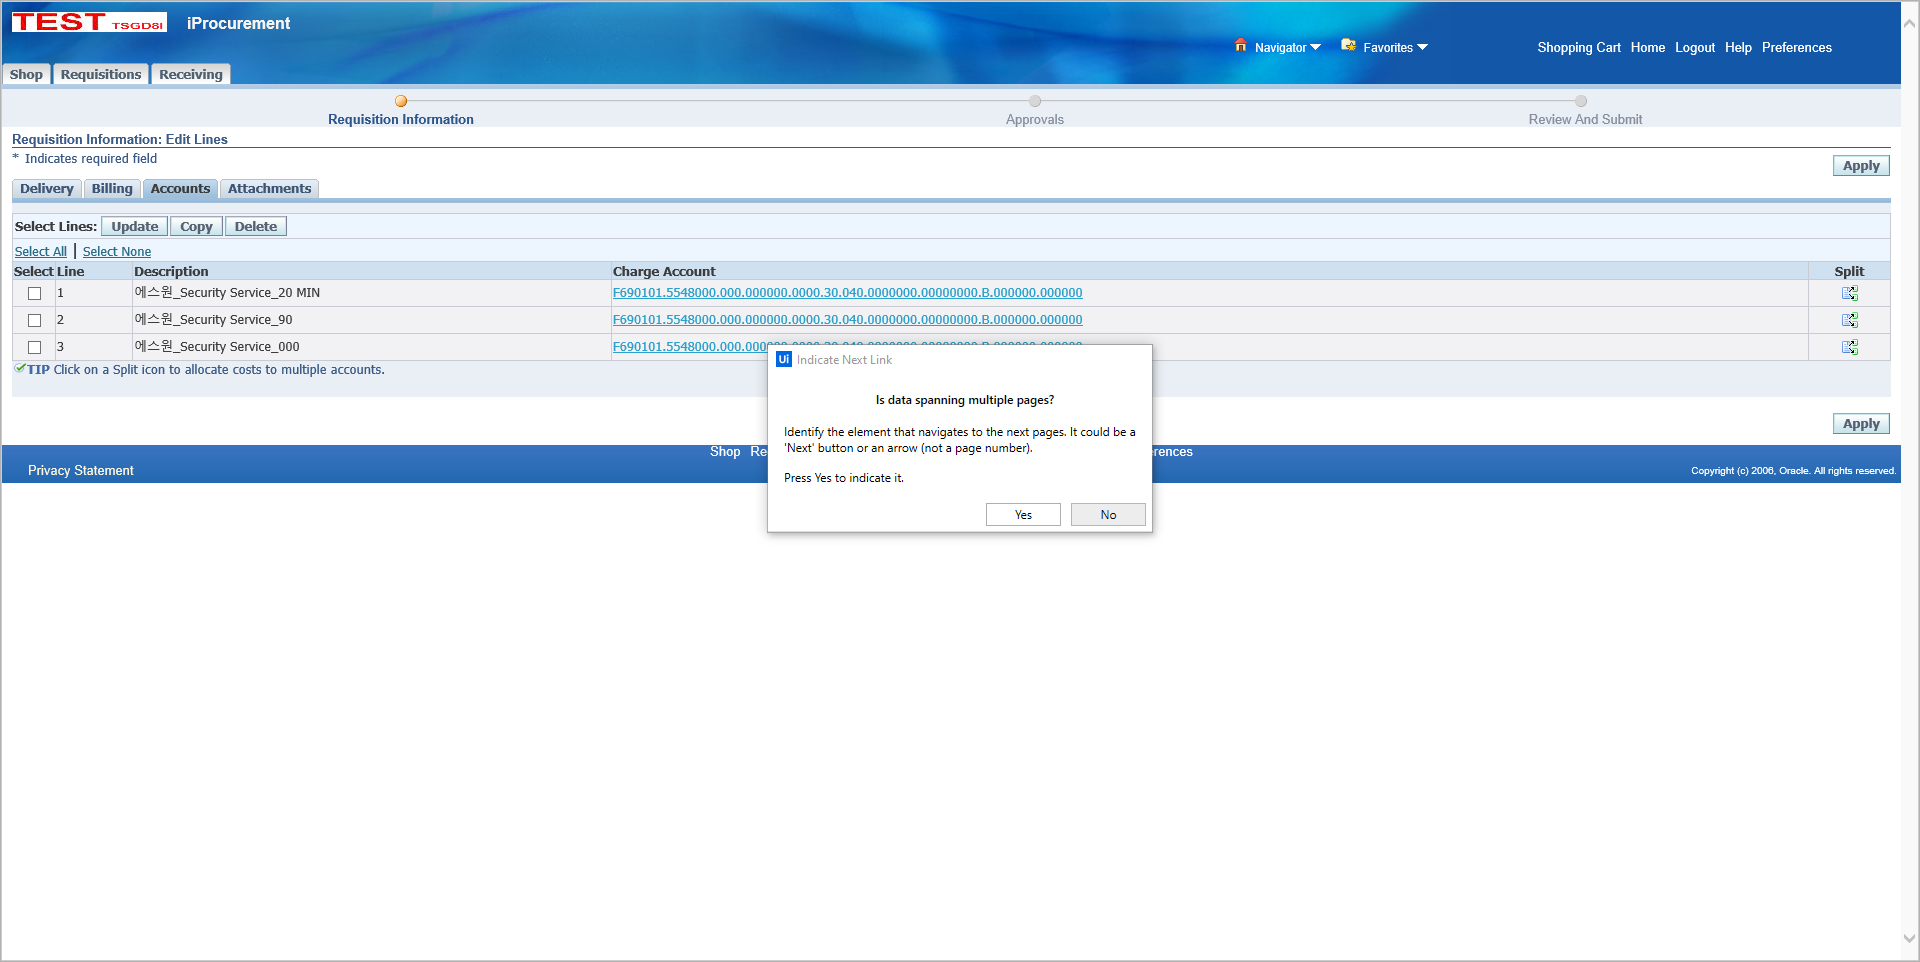 TEST TSGD8I iProcurement
Navigator Favorites Shopping Cart Home Logout Help Preferences
Shop Requisitions Receiving
Requisition Information Approvals Review And Submit
Requisition Information: Edit Lines
* Indicates required field
Apply
Delivery Billing Accounts Attachments
Select Lines: Update Copy Delete
Select All | Select None
Select Line Description Charge Account Split
1 에스원_Security Service_20 MIN F690101.5548000.000.000000.0000.30.040.0000000.00000000.B.000000.000000
2 에스원_Security Service_90 F690101.5548000.000.000000.0000.30.040.0000000.00000000.B.000000.000000
3 에스원_Security Service_000 F690101.5548000.000.000
TIP Click on a Split icon to allocate costs to multiple accounts.
Ui Indicate Next Link
Is data spanning multiple pages?
Identify the element that navigates to the next pages. It could be a
'Next' button or an arrow (not a page number).
Press Yes to indicate it.
Yes No
Apply
Shop Re erences
Privacy Statement
Copyright (c) 2006, Oracle. All rights reserved.